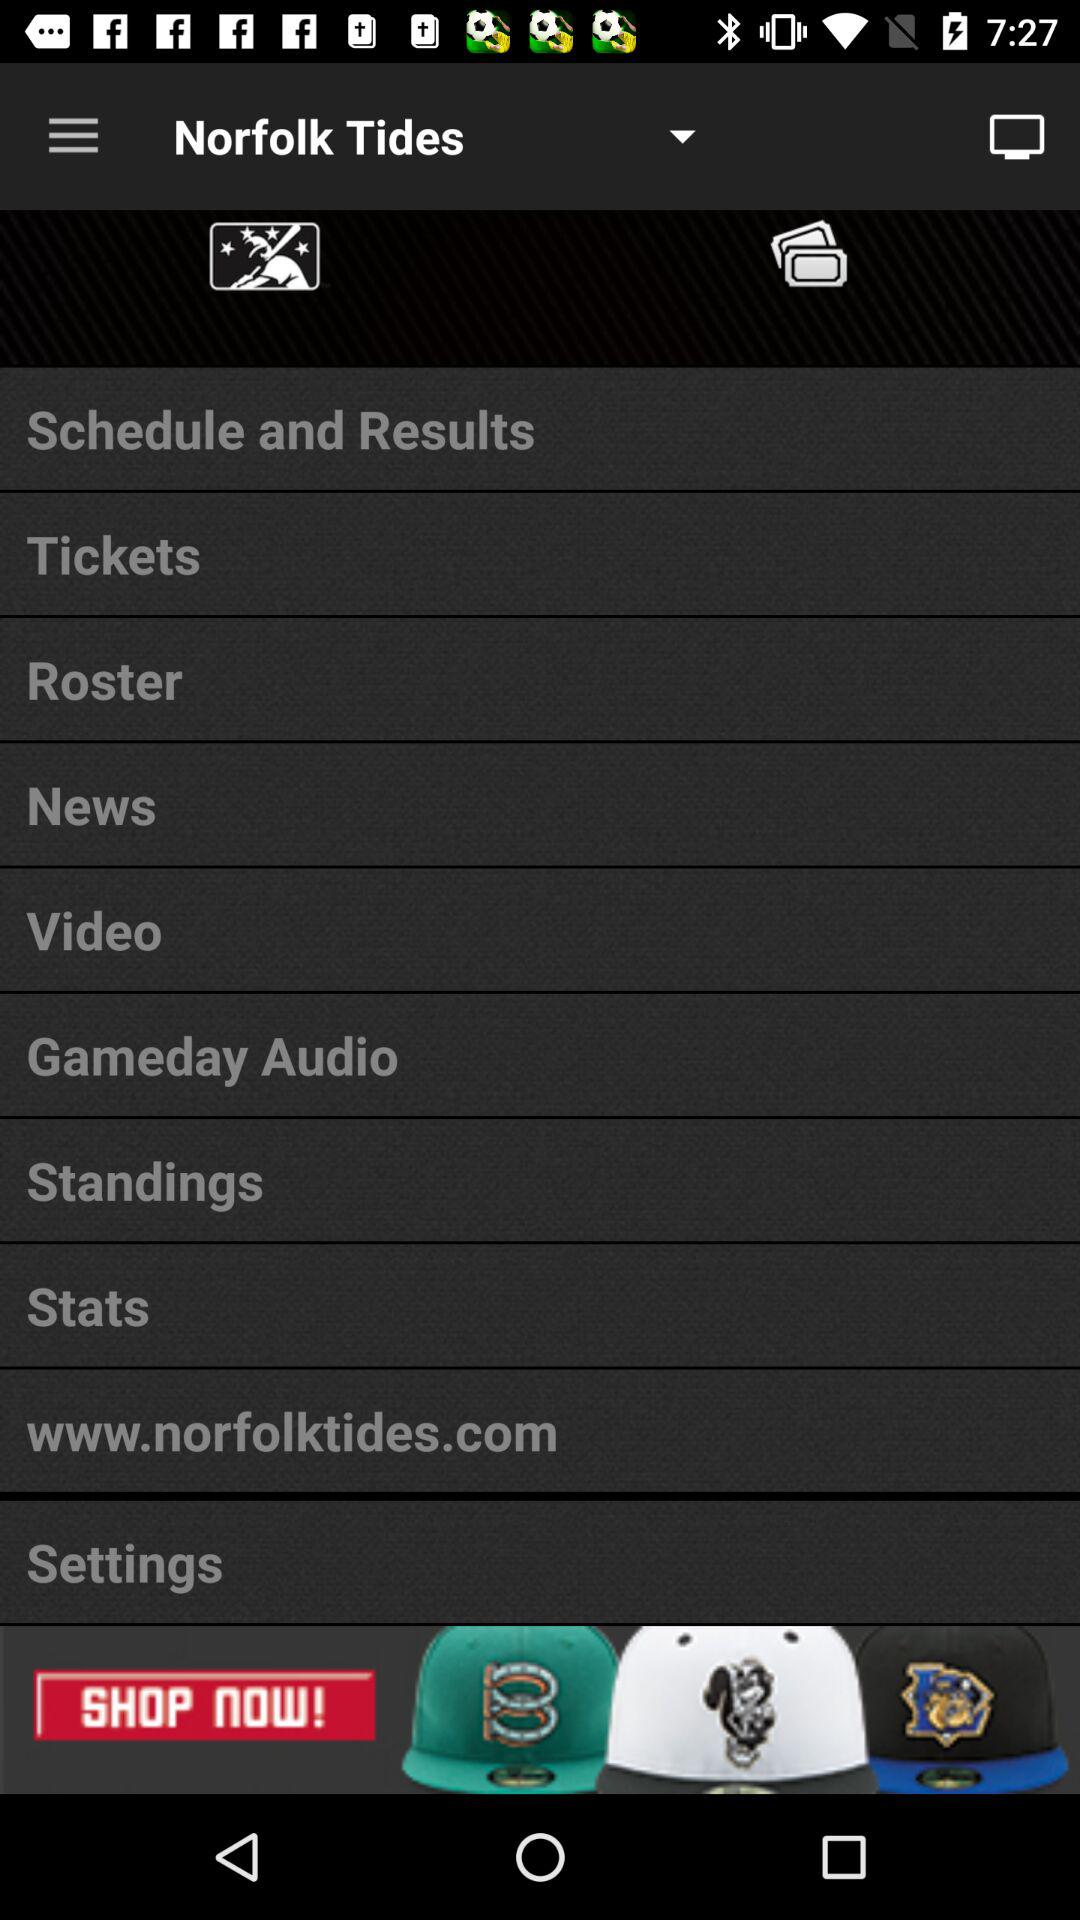 7:27
Norfolk Tides
Schedule and Results
Tickets
Roster
News
Video
Gameday Audio
Standings
Stats
www.norfolktides.com
Settings
SHOP NOW!